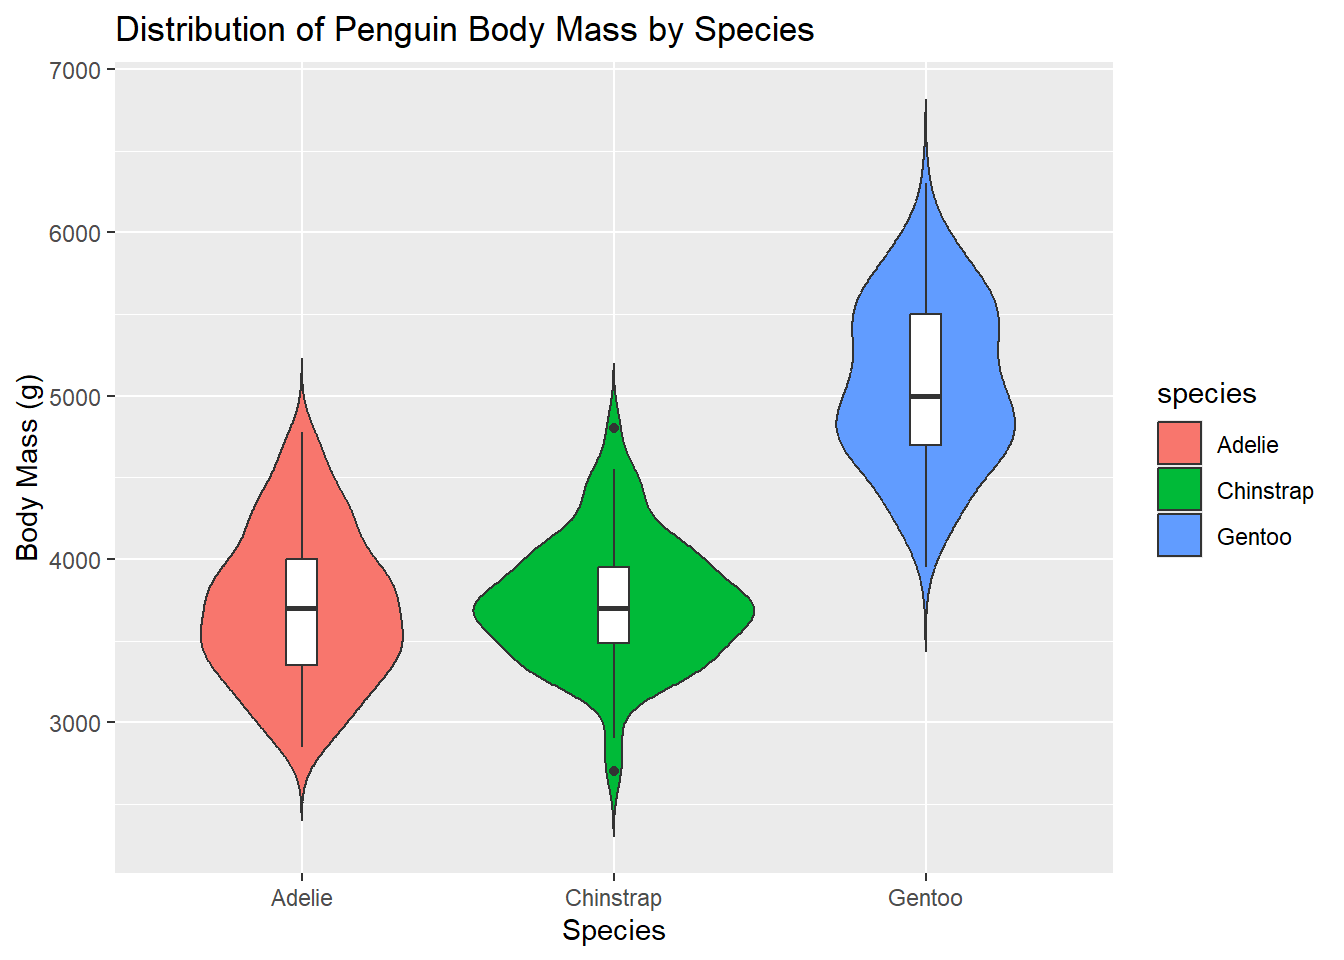 Distribution of Penguin Body Mass by Species
7000
6000
5000
4000
3000
Body Mass (g)
Adelie
Chinstrap
Gentoo
Species
species
Adelie
Chinstrap
Gentoo